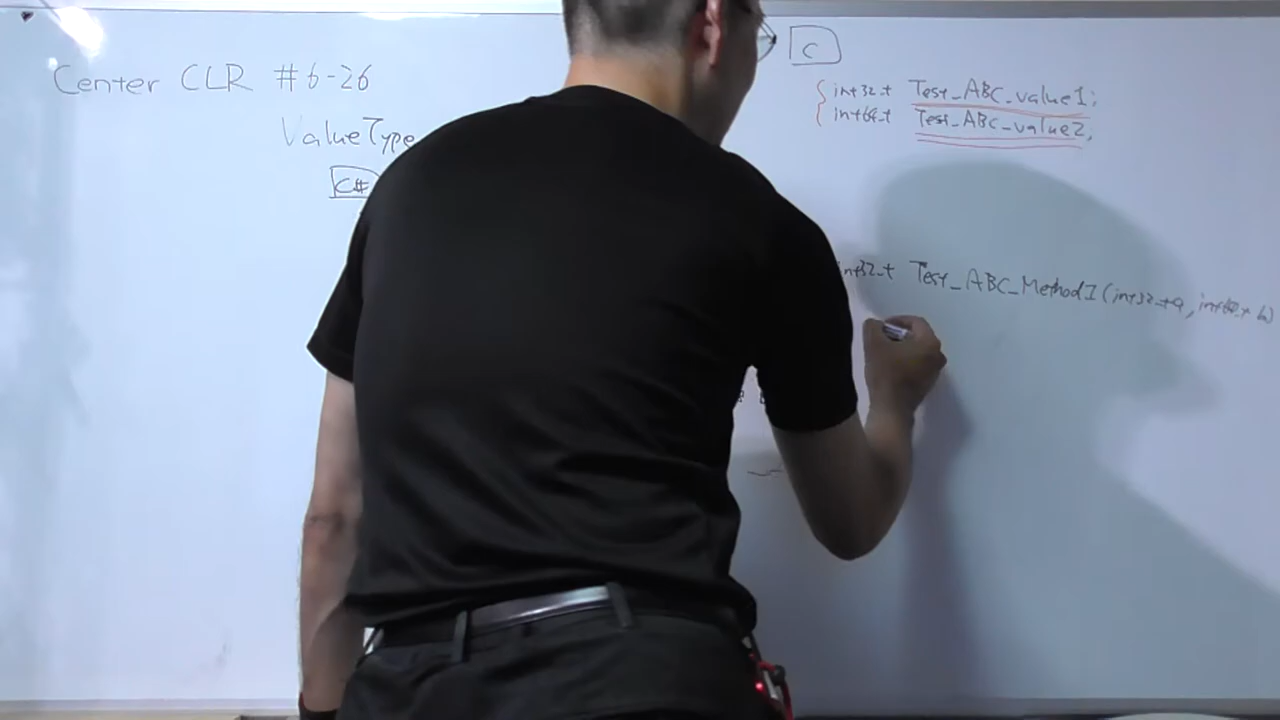 Center CLR #6-26
ValueType
C#
C
int32_t Test_ABC_value1;
int64_t Test_ABC_value2;
int32_t Test_ABC_Method1(int32_t a, int64_t b)